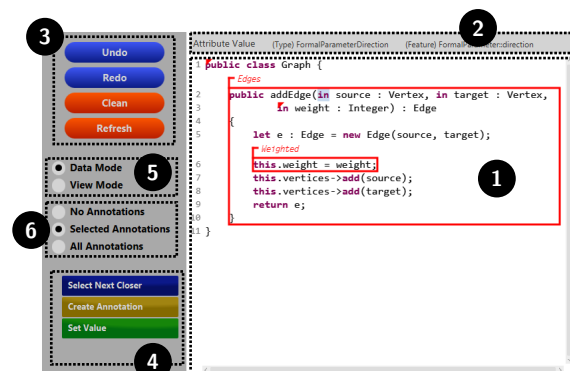 3
Undo
Redo
Clean
Refresh
Data Mode
View Mode
5
No Annotations
Selected Annotations
All Annotations
6
Select Next Closer
Create Annotation
Set Value
4
2
Attribute Value (Type) FormalParameterDirection (Feature) FormalParameter::direction
1 public class Graph {
Edges
2 public addEdge(in source : Vertex, in target : Vertex,
3 in weight : Integer) : Edge
4 {
5 let e : Edge = new Edge(source, target);
Weighted
6 this.weight = weight;
7 this.vertices->add(source);
8 this.vertices->add(target);
9 return e;
10 }
11 }
1